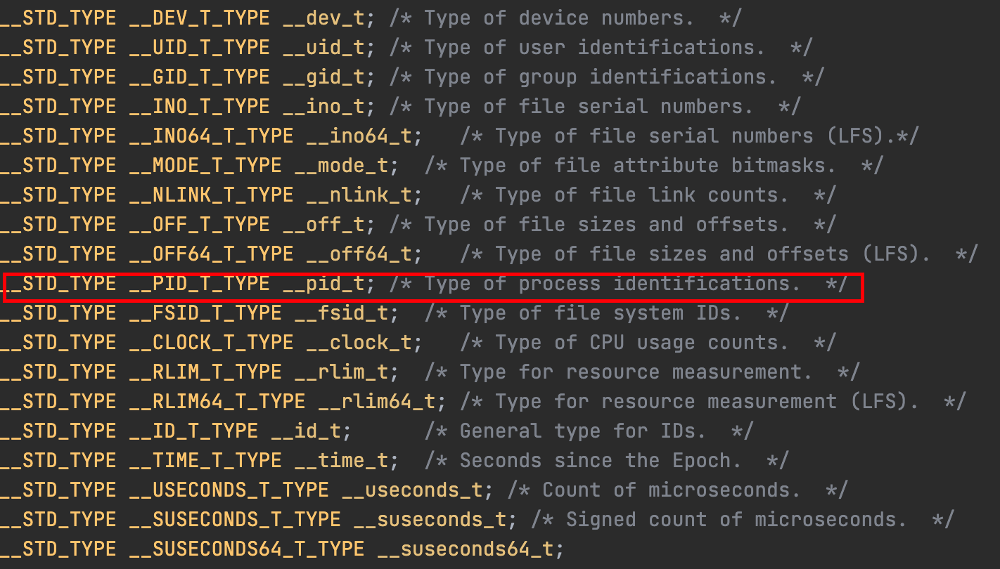 __STD_TYPE __DEV_T_TYPE __dev_t; /* Type of device numbers.  */
__STD_TYPE __UID_T_TYPE __uid_t; /* Type of user identifications.  */
__STD_TYPE __GID_T_TYPE __gid_t; /* Type of group identifications.  */
__STD_TYPE __INO_T_TYPE __ino_t; /* Type of file serial numbers.  */
__STD_TYPE __INO64_T_TYPE __ino64_t;   /* Type of file serial numbers (LFS).*/
__STD_TYPE __MODE_T_TYPE __mode_t;  /* Type of file attribute bitmasks.  */
__STD_TYPE __NLINK_T_TYPE __nlink_t;   /* Type of file link counts.  */
__STD_TYPE __OFF_T_TYPE __off_t; /* Type of file sizes and offsets.  */
__STD_TYPE __OFF64_T_TYPE __off64_t;   /* Type of file sizes and offsets (LFS).  */
__STD_TYPE __PID_T_TYPE __pid_t; /* Type of process identifications.  */
__STD_TYPE __FSID_T_TYPE __fsid_t;  /* Type of file system IDs.  */
__STD_TYPE __CLOCK_T_TYPE __clock_t;   /* Type of CPU usage counts.  */
__STD_TYPE __RLIM_T_TYPE __rlim_t;  /* Type for resource measurement.  */
__STD_TYPE __RLIM64_T_TYPE __rlim64_t; /* Type for resource measurement (LFS).  */
__STD_TYPE __ID_T_TYPE __id_t;      /* General type for IDs.  */
__STD_TYPE __TIME_T_TYPE __time_t;  /* Seconds since the Epoch.  */
__STD_TYPE __USECONDS_T_TYPE __useconds_t; /* Count of microseconds.  */
__STD_TYPE __SUSECONDS_T_TYPE __suseconds_t; /* Signed count of microseconds.  */
__STD_TYPE __SUSECONDS64_T_TYPE __suseconds64_t;